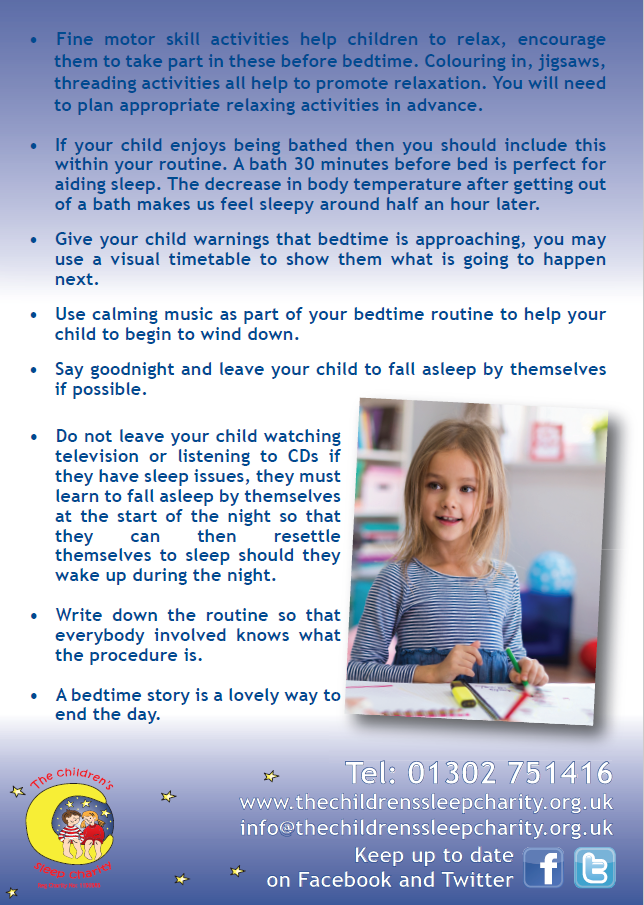 • Fine motor skill activities help children to relax, encourage
them to take part in these before bedtime. Colouring in, jigsaws,
threading activities all help to promote relaxation. You will need
to plan appropriate relaxing activities in advance.
• If your child enjoys being bathed then you should include this
within your routine. A bath 30 minutes before bed is perfect for
aiding sleep. The decrease in body temperature after getting out
of a bath makes us feel sleepy around half an hour later.
• Give your child warnings that bedtime is approaching, you may
use a visual timetable to show them what is going to happen
next.
• Use calming music as part of your bedtime routine to help your
child to begin to wind down.
• Say goodnight and leave your child to fall asleep by themselves
if possible.
• Do not leave your child watching
television or listening to CDs if
they have sleep issues, they must
learn to fall asleep by themselves
at the start of the night so that
they can then resettle
themselves to sleep should they
wake up during the night.
• Write down the routine so that
everybody involved knows what
the procedure is.
• A bedtime story is a lovely way to
end the day.
The children's
sleep charity
Tel: 01302 751416
www.thechildrenssleepcharity.org.uk
info@thechildrenssleepcharity.org.uk
Keep up to date
on Facebook and Twitter